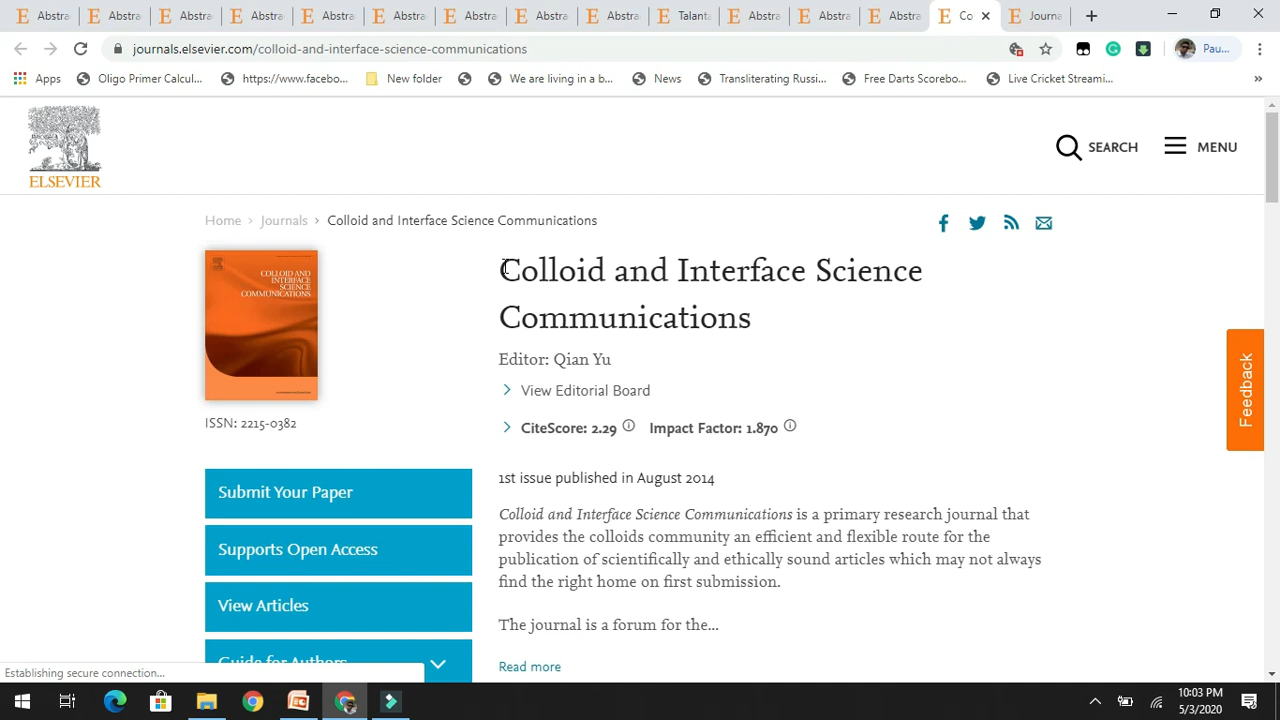 Abstra
Abstra
Abstra
Abstra
Abstra
Abstra
Abstra
Abstra
Abstra
Talanta
Abstra
Abstra
Abstra
Co
Journa
journals.elsevier.com/colloid-and-interface-science-communications
Pau...
Apps
Oligo Primer Calcul...
https://www.facebo...
New folder
We are living in a b...
News
Transliterating Russi...
Free Darts Scorebo...
Live Cricket Streami...
»
ELSEVIER
SEARCH
MENU
Home > Journals > Colloid and Interface Science Communications
COLLOID AND
INTERFACE
SCIENCE
COMMUNICATIONS
ISSN: 2215-0382
Colloid and Interface Science
Communications
Editor: Qian Yu
View Editorial Board
CiteScore: 2.29 Impact Factor: 1.870
1st issue published in August 2014
Colloid and Interface Science Communications is a primary research journal that
provides the colloids community an efficient and flexible route for the
publication of scientifically and ethically sound articles which may not always
find the right home on first submission.
The journal is a forum for the...
Read more
Submit Your Paper
Supports Open Access
View Articles
Guide for Authors
Feedback
Establishing secure connection...
10:03 PM
5/3/2020